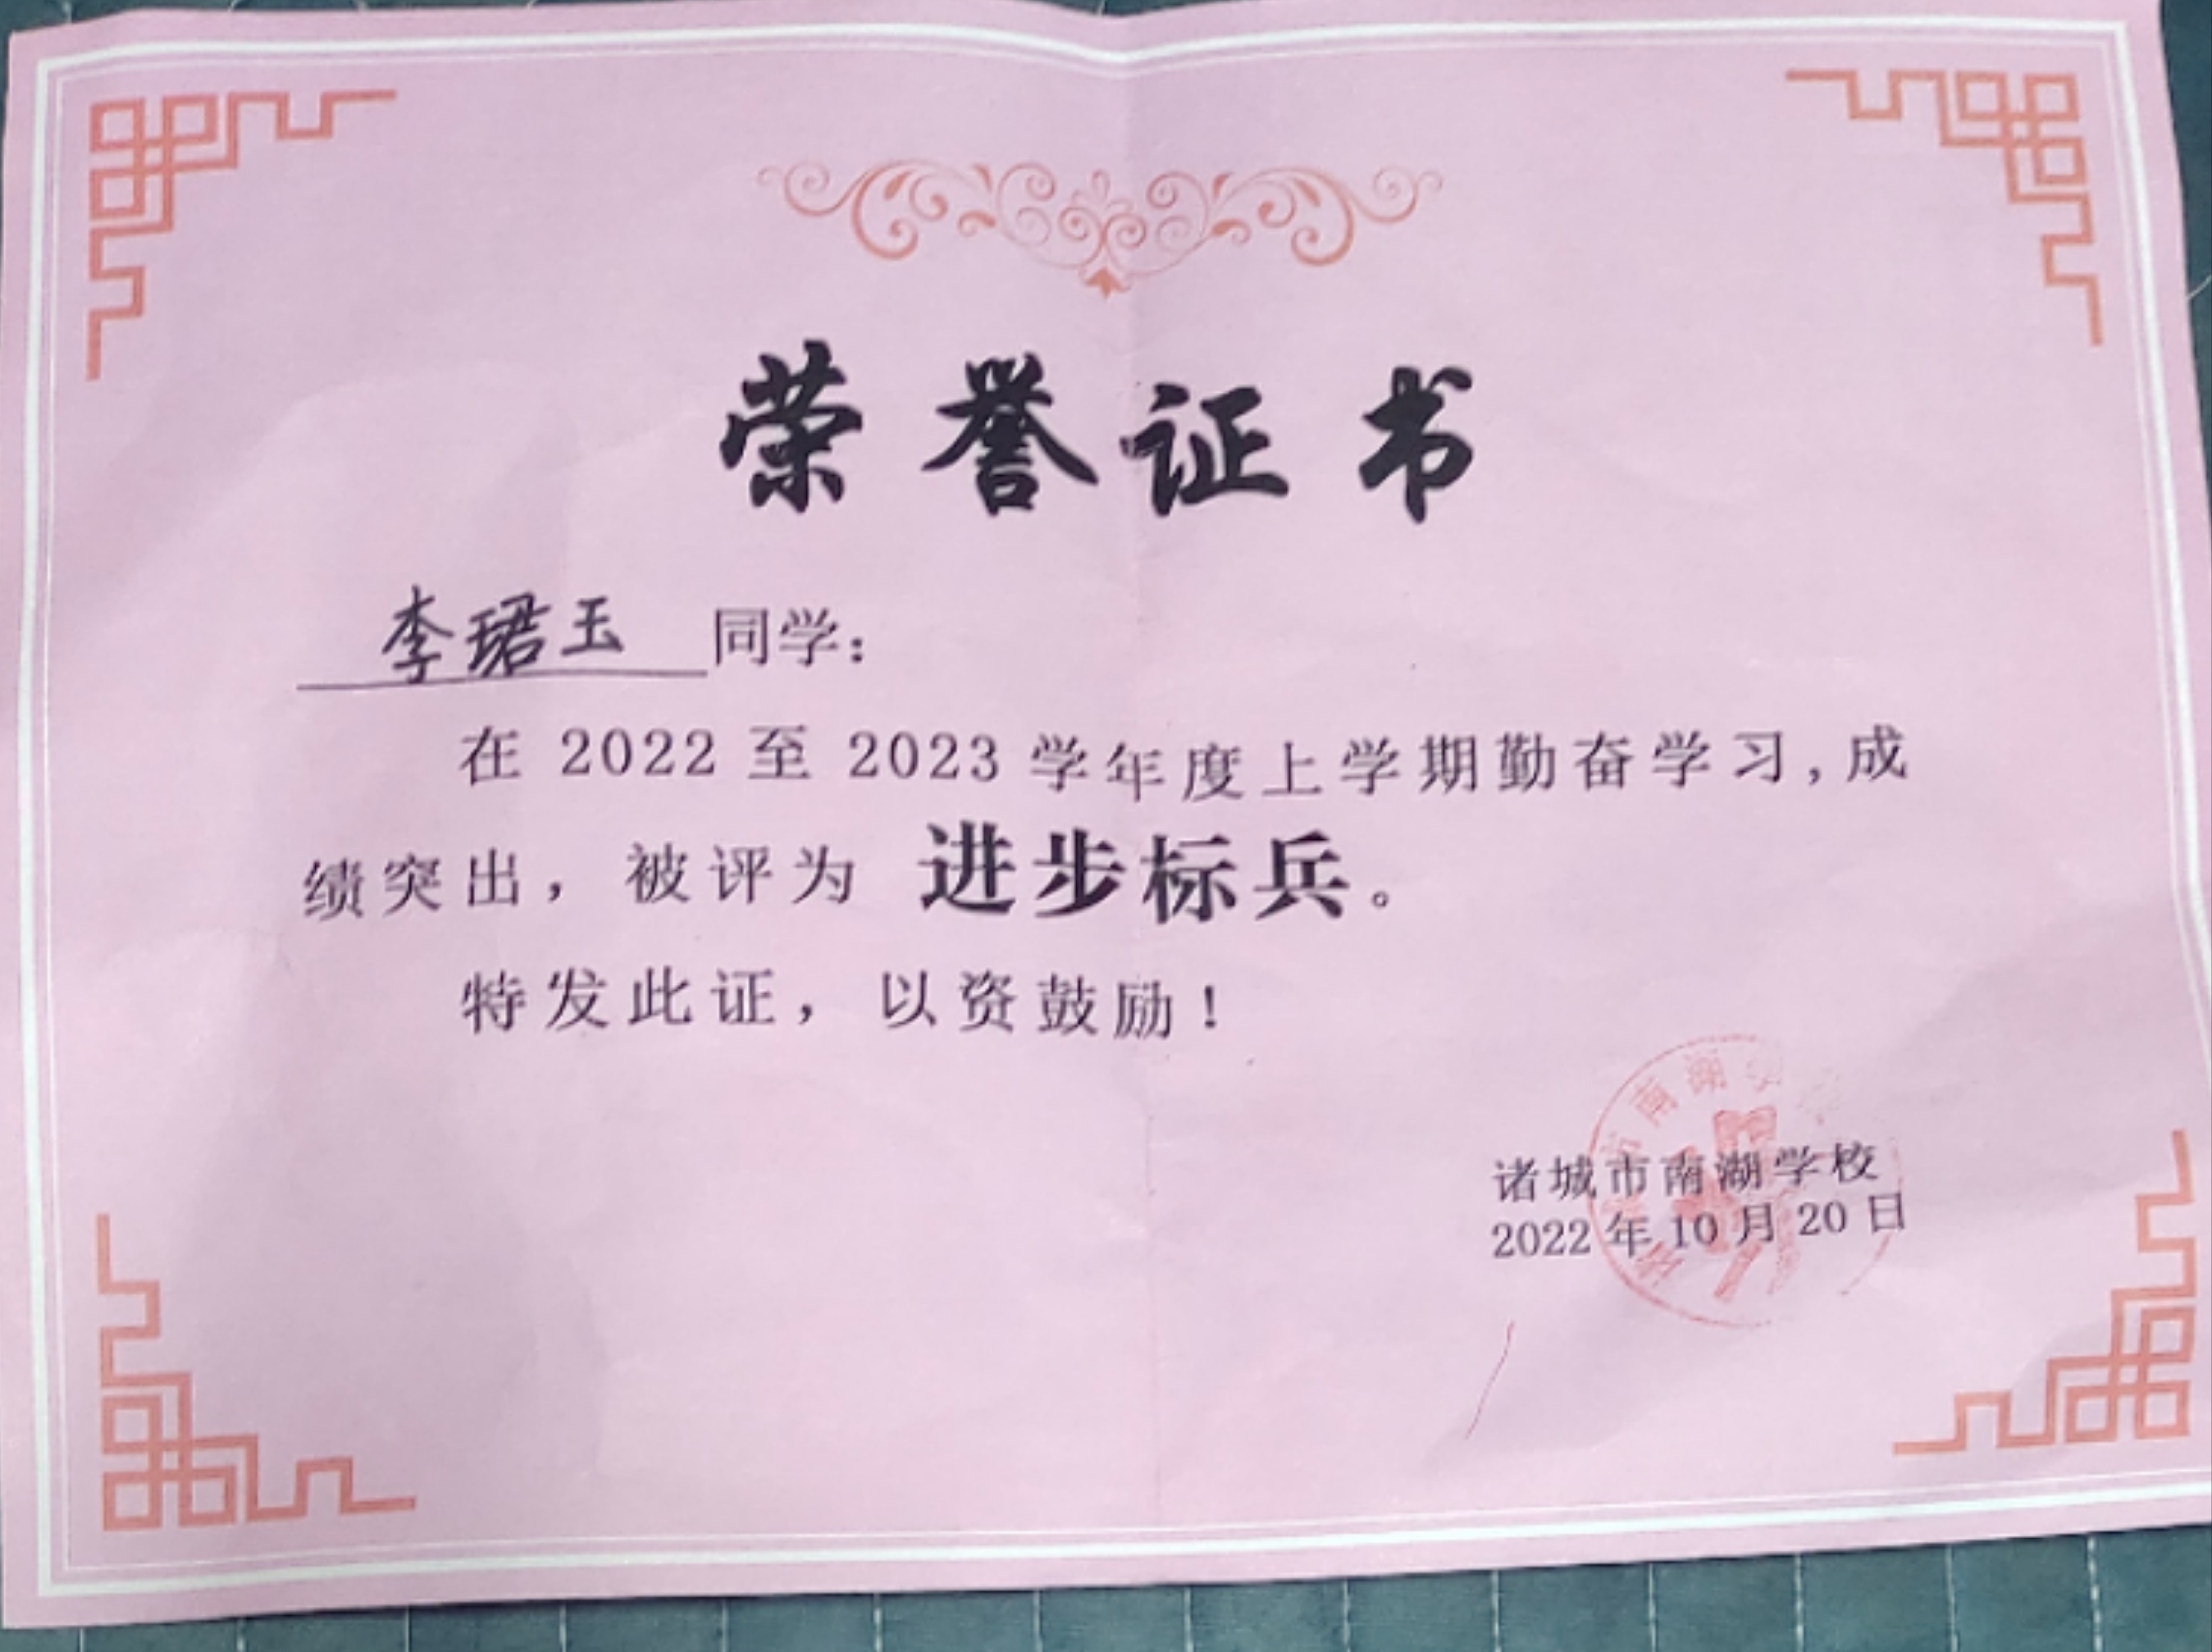 荣誉证书
李珺玉 同学：
在 2022 至 2023 学年度上学期勤奋学习,成
绩突出，被评为 进步标兵。
特发此证，以资鼓励！
诸城市南湖学校
2022 年 10 月 20 日
南湖